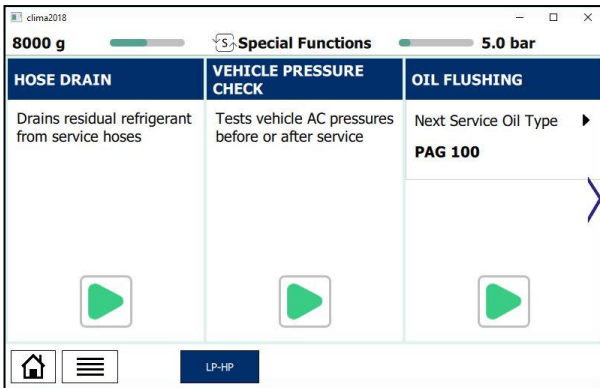 clima2018
8000 g
S
Special Functions
5.0 bar
HOSE DRAIN
Drains residual refrigerant
from service hoses
VEHICLE PRESSURE
CHECK
Tests vehicle AC pressures
before or after service
OIL FLUSHING
Next Service Oil Type
PAG 100
LP-HP